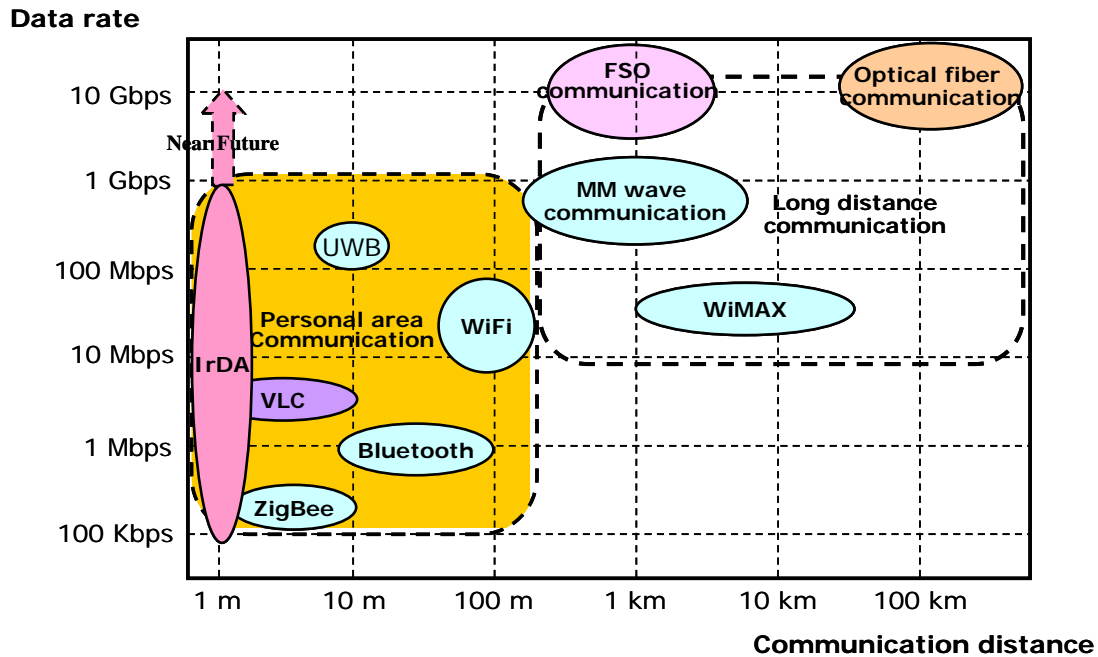 Data rate
FSO
communication
Optical fiber
communication
10 Gbps
Near Future
1 Gbps
MM wave
communication
Long distance
communication
UWB
100 Mbps
WiMAX
Personal area
Communication
WiFi
10 Mbps
IrDA
VLC
1 Mbps
Bluetooth
ZigBee
100 Kbps
1 m
10 m
100 m
1 km
10 km
100 km
Communication distance